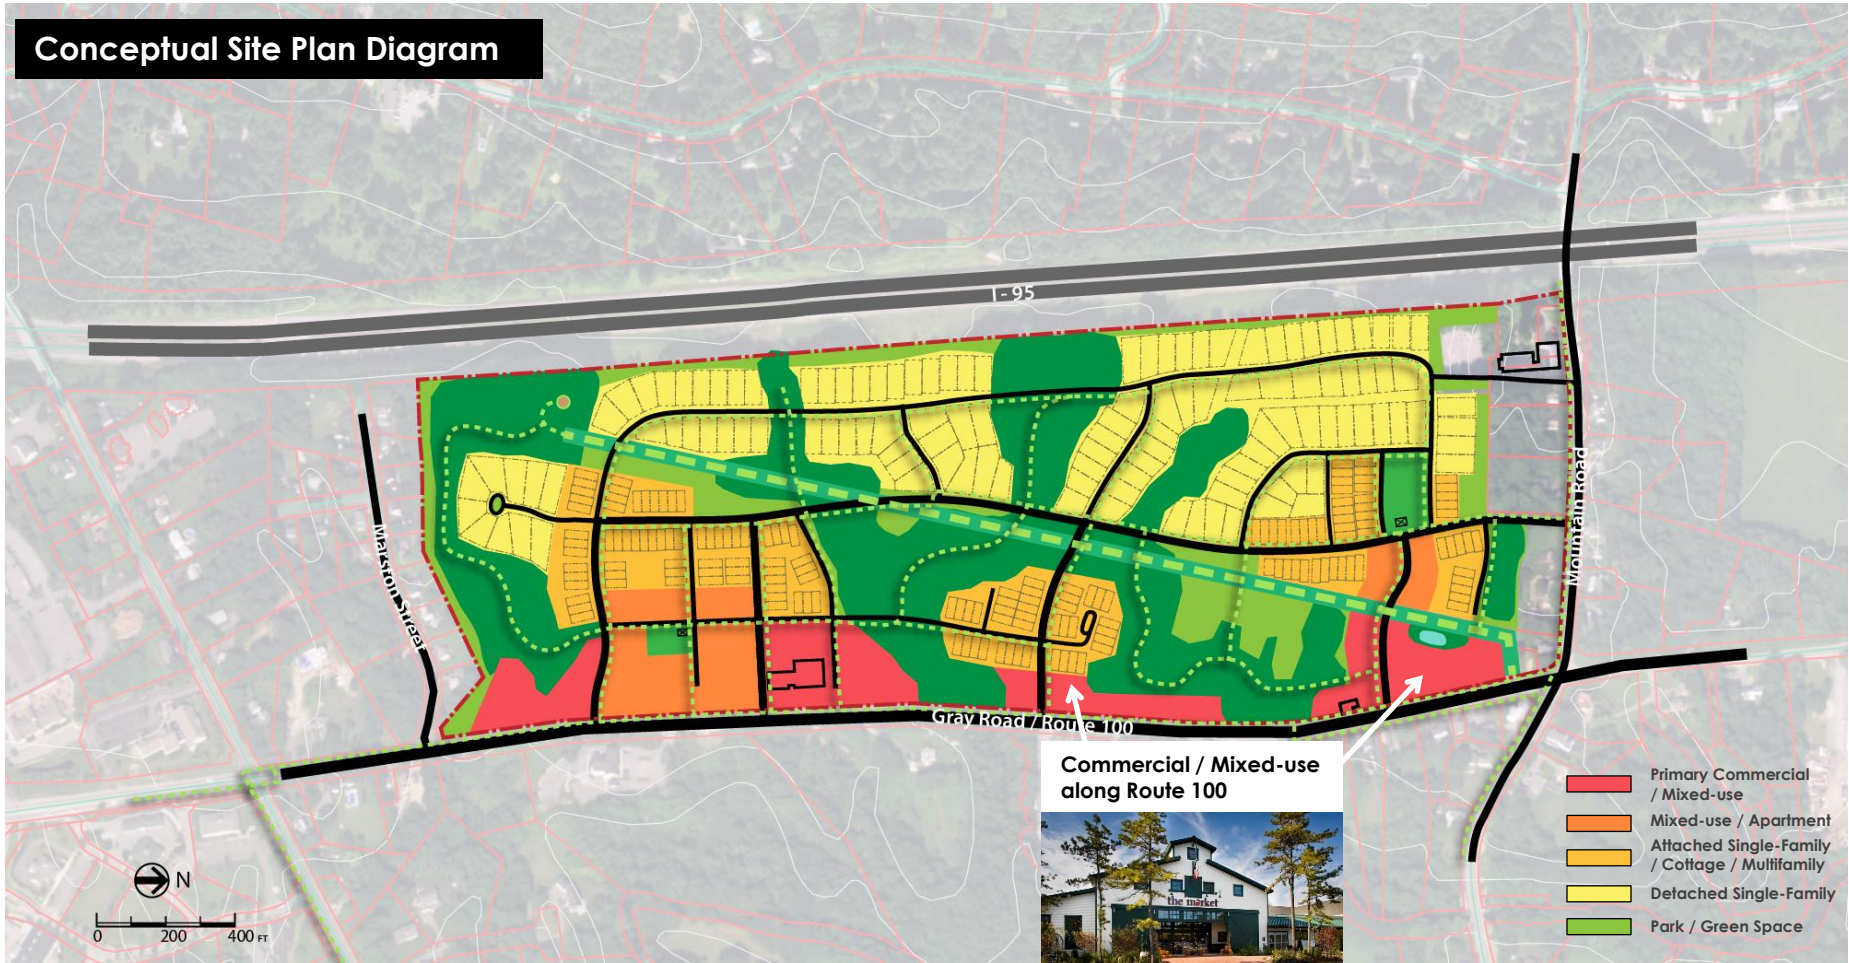 Conceptual Site Plan Diagram
I - 95
Marston Street
Mountain Road
Gray Road / Route 100
Commercial / Mixed-use
along Route 100
the market
Primary Commercial
/ Mixed-use
Mixed-use / Apartment
Attached Single-Family
/ Cottage / Multifamily
Detached Single-Family
Park / Green Space
N
0 200 400 FT